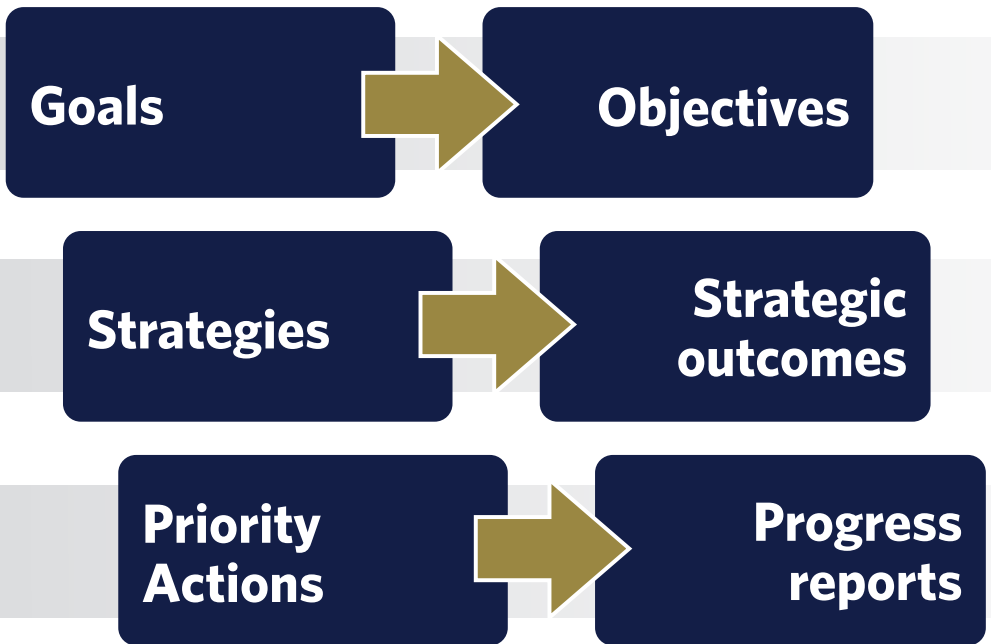 Goals
Objectives
Strategies
Strategic
outcomes
Priority
Actions
Progress
reports